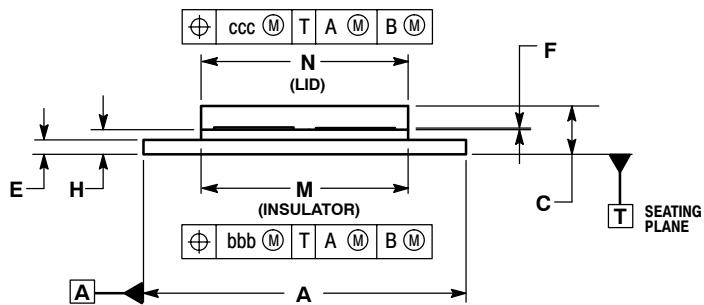 ⌖ ccc Ⓜ T A Ⓜ B Ⓜ
F
N
(LID)
E
H
M
(INSULATOR)
C
T
SEATING
PLANE
⌖ bbb Ⓜ T A Ⓜ B Ⓜ
A
A